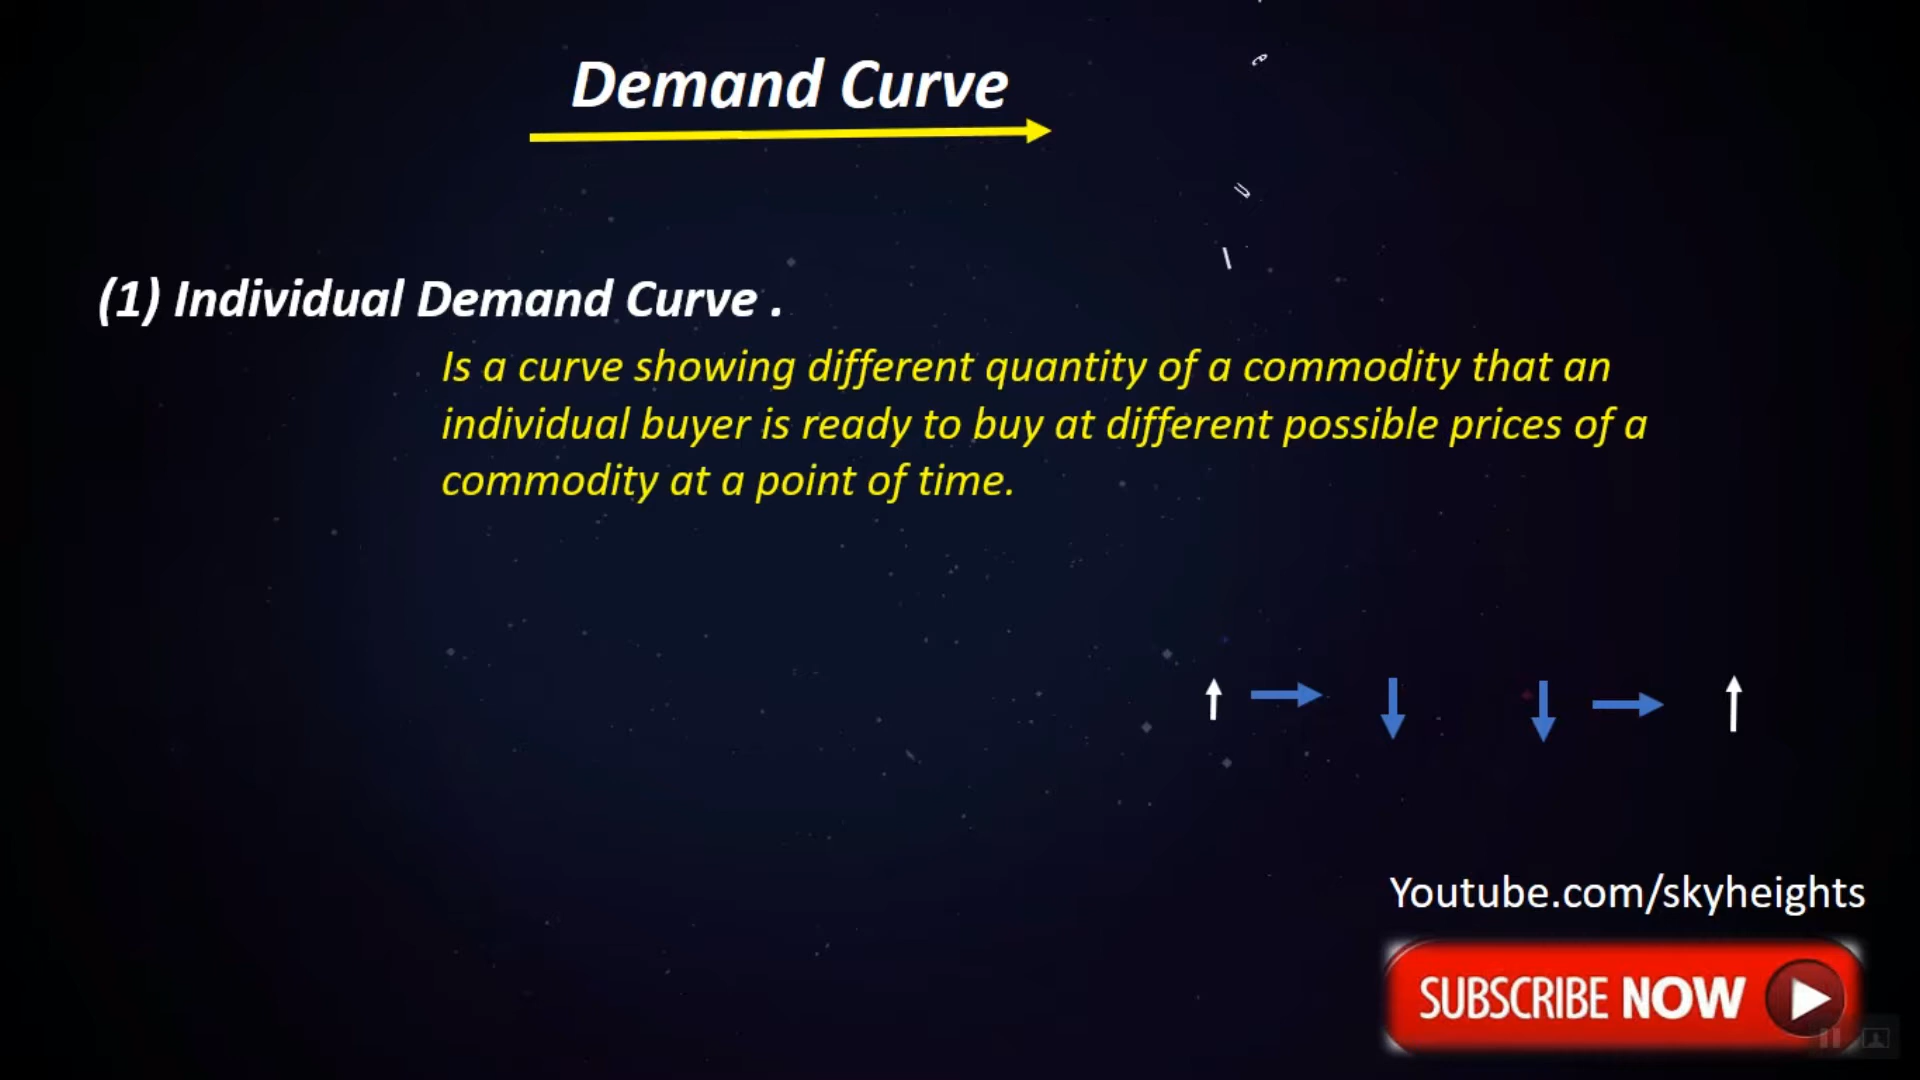 Demand Curve
(1) Individual Demand Curve .
Is a curve showing different quantity of a commodity that an
individual buyer is ready to buy at different possible prices of a
commodity at a point of time.
Youtube.com/skyheights
SUBSCRIBE NOW